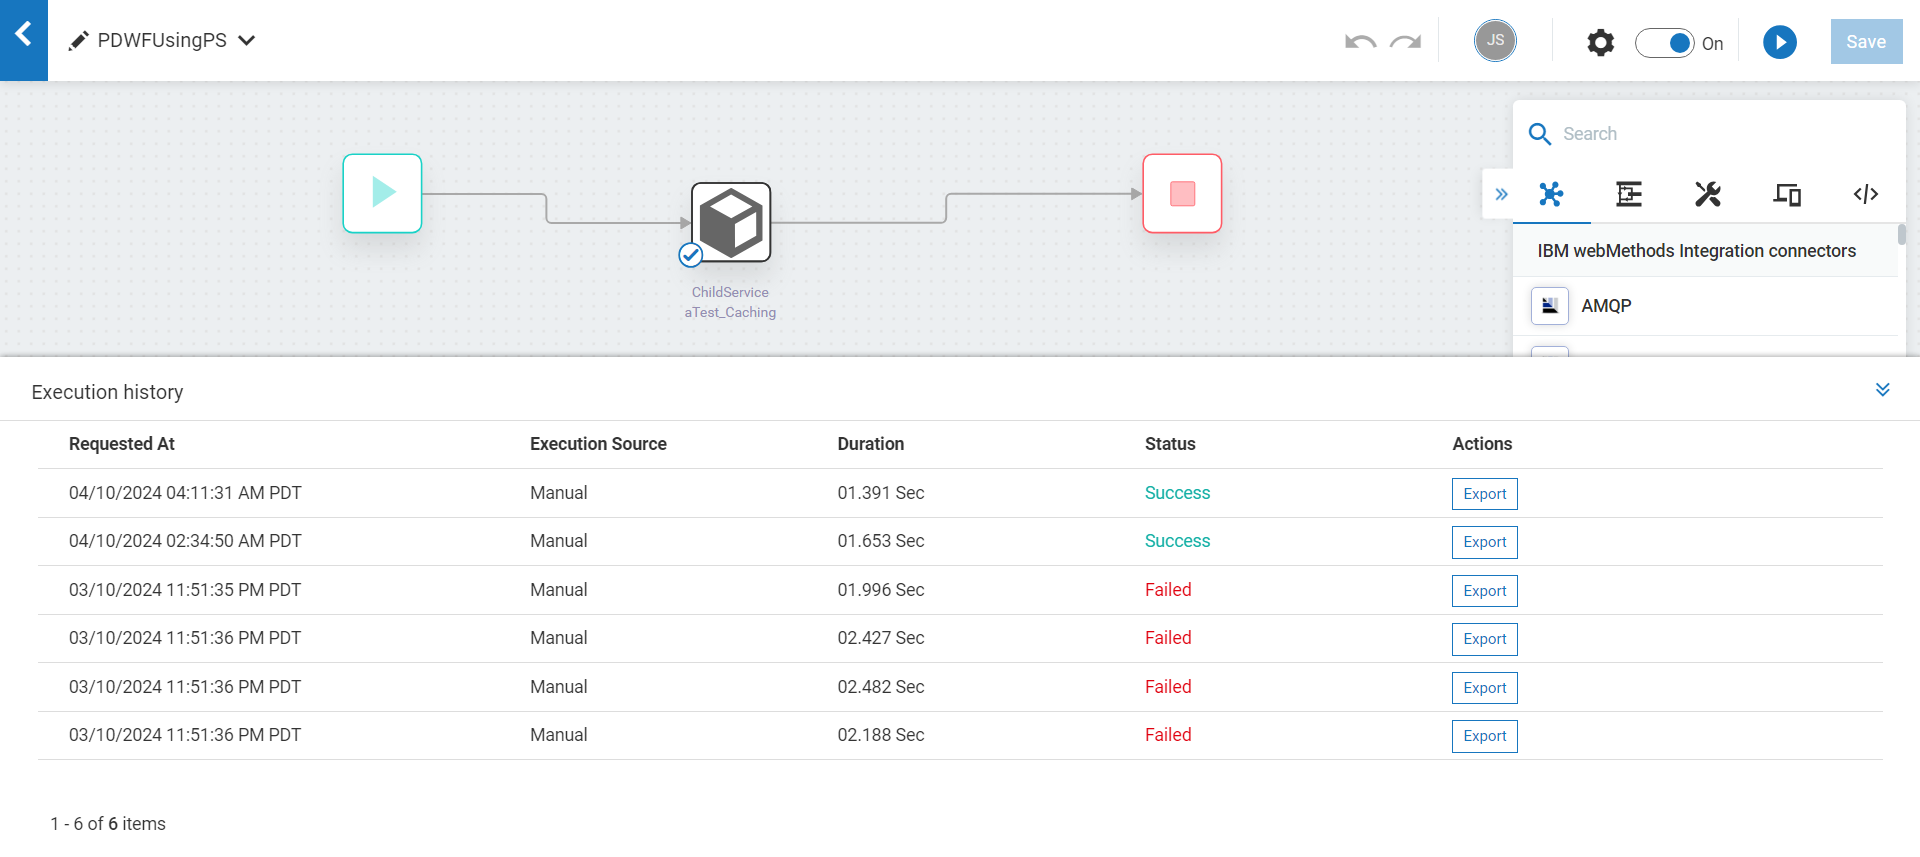 PDWFUsingPS
JS
On
Save
Search
ChildService
aTest_Caching
IBM webMethods Integration connectors
AMQP
Execution history
Requested At Execution Source Duration Status Actions
04/10/2024 04:11:31 AM PDT Manual 01.391 Sec Success Export
04/10/2024 02:34:50 AM PDT Manual 01.653 Sec Success Export
03/10/2024 11:51:35 PM PDT Manual 01.996 Sec Failed Export
03/10/2024 11:51:36 PM PDT Manual 02.427 Sec Failed Export
03/10/2024 11:51:36 PM PDT Manual 02.482 Sec Failed Export
03/10/2024 11:51:36 PM PDT Manual 02.188 Sec Failed Export
1 - 6 of 6 items